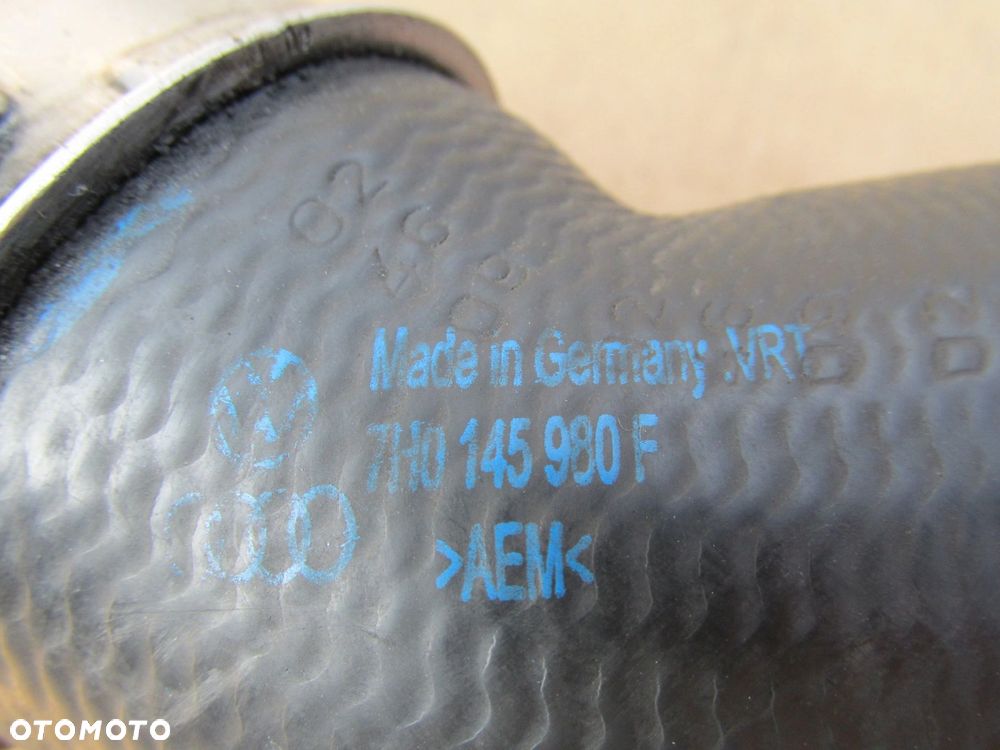 Made in Germany .VRT
7H0 145 980 F
>AEM<
OTOMOTO